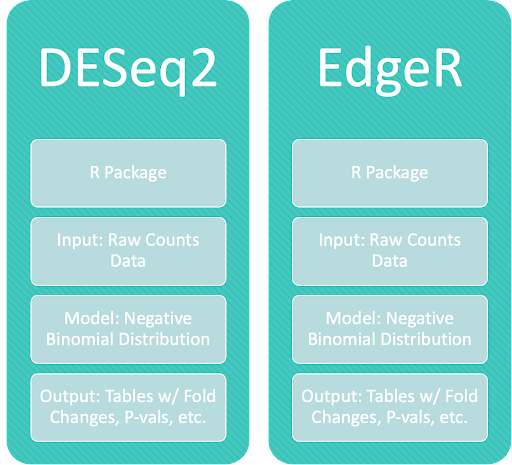 DESeq2
R Package
Input: Raw Counts
Data
Model: Negative
Binomial Distribution
Output: Tables w/ Fold
Changes, P-vals, etc.
EdgeR
R Package
Input: Raw Counts
Data
Model: Negative
Binomial Distribution
Output: Tables w/ Fold
Changes, P-vals, etc.